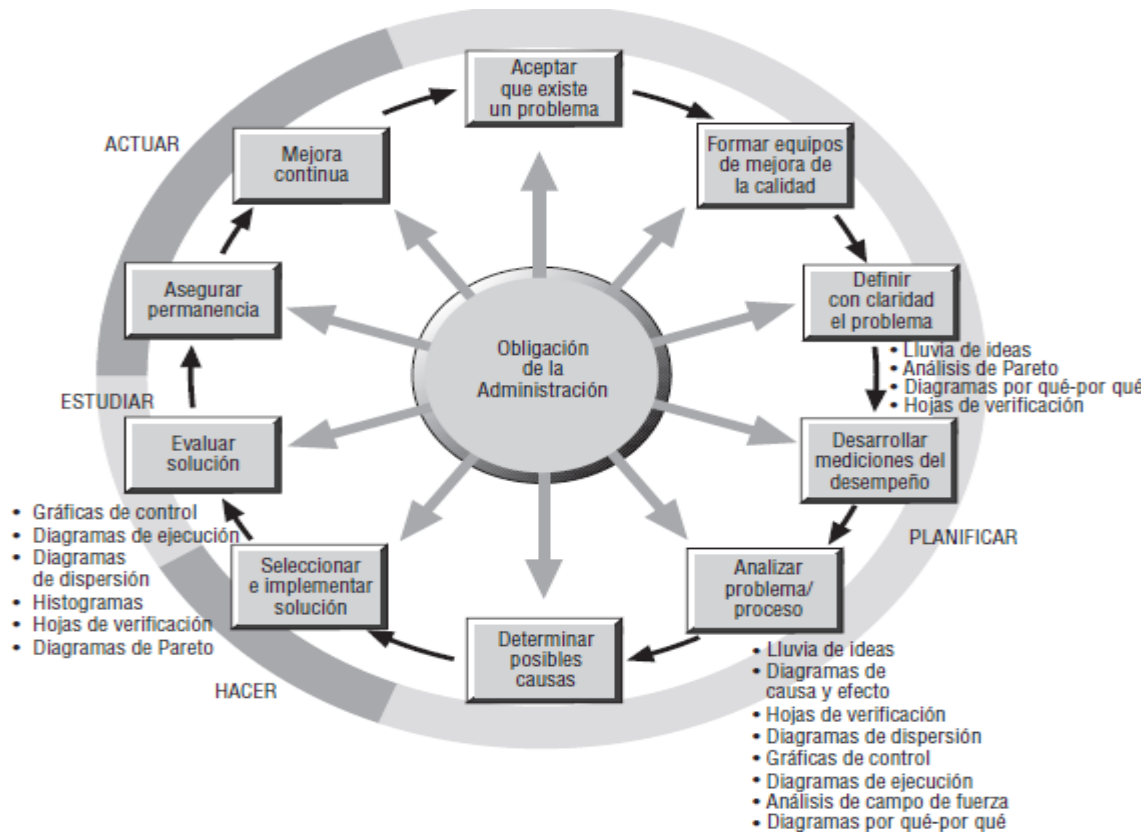 Aceptar
que existe
un problema
Formar equipos
de mejora de
la calidad
Definir
con claridad
el problema
• Lluvia de ideas
• Análisis de Pareto
• Diagramas por qué-por qué
• Hojas de verificación
Desarrollar
mediciones del
desempeño
PLANIFICAR
Analizar
problema/
proceso
• Lluvia de ideas
• Diagramas de
causa y efecto
• Hojas de verificación
• Diagramas de dispersión
• Gráficas de control
• Diagramas de ejecución
• Análisis de campo de fuerza
• Diagramas por qué-por qué
Determinar
posibles
causas
HACER
Seleccionar
e implementar
solución
Evaluar
solución
• Gráficas de control
• Diagramas de ejecución
• Diagramas
de dispersión
• Histogramas
• Hojas de verificación
• Diagramas de Pareto
ESTUDIAR
Asegurar
permanencia
ACTUAR
Mejora
continua
Obligación
de la
Administración